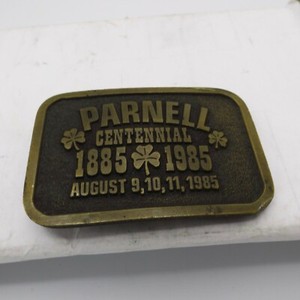 PARNELL
CENTENNIAL
1885 1985
AUGUST 9,10,11,1985